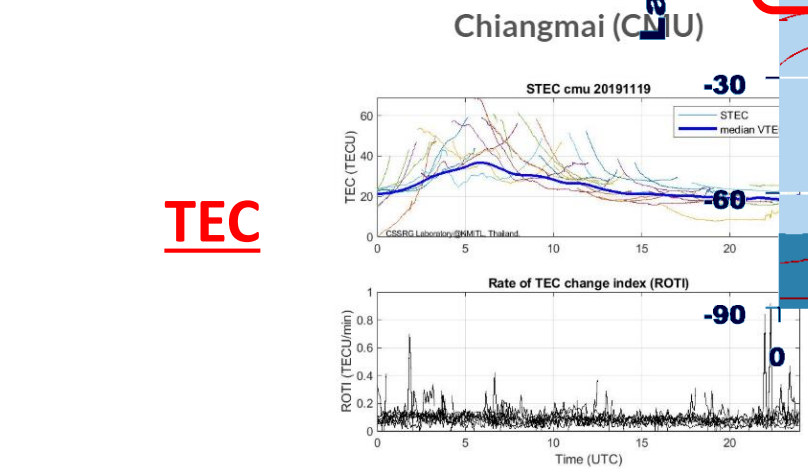 Chiangmai (CMU)
La
-30
STEC cmu 20191119
STEC
median VTE
60
40
20
0
TEC (TECU)
-60
CSSRG Laboratory@KMITL, Thailand.
0 5 10 15 20
TEC
Rate of TEC change index (ROTI)
-90
1
0.8
0.6
0.4
0.2
0
ROTI (TECU/min)
0
0 5 10 15 20
Time (UTC)